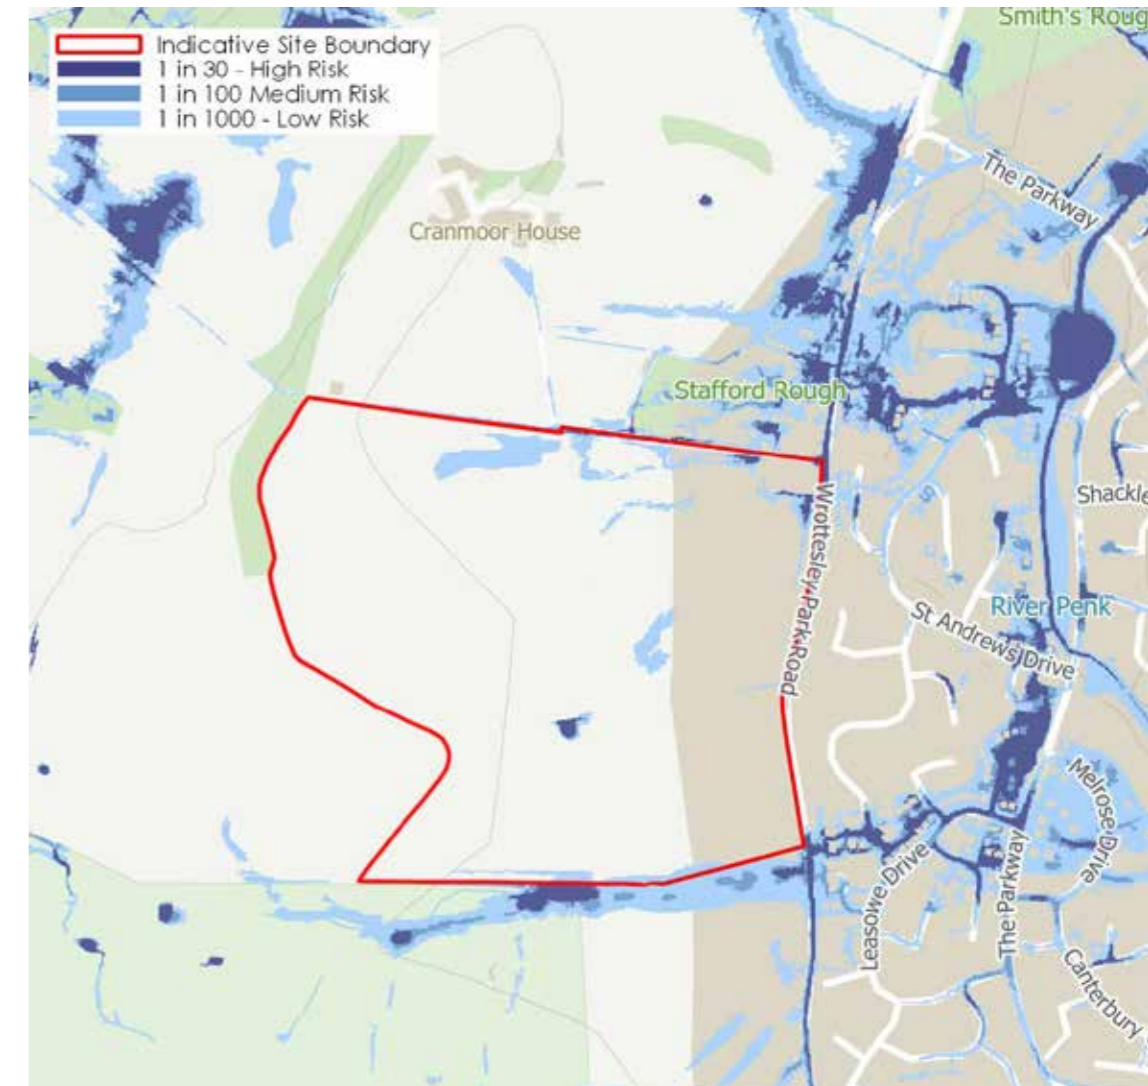 Indicative Site Boundary
1 in 30 - High Risk
1 in 100 Medium Risk
1 in 1000 - Low Risk
Smith's Roug
The Parkway
Cranmoor House
Stafford Rough
Wrottesley Park Road
Shackle
River Penk
St Andrews Drive
Melrose Drive
Leasowe Drive
The Parkway
Canterbury